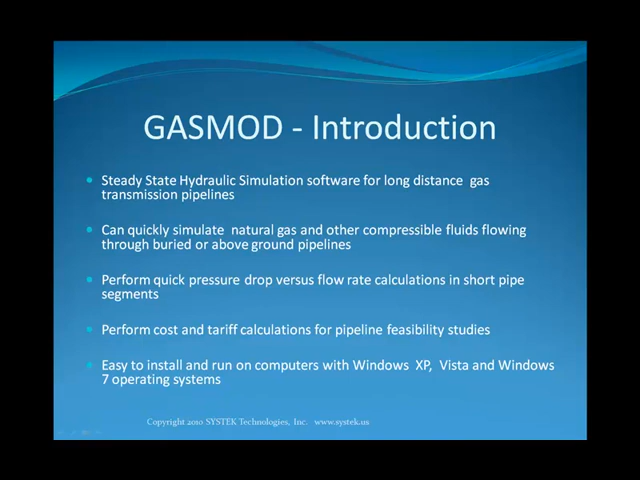 GASMOD - Introduction
Steady State Hydraulic Simulation software for long distance gas
transmission pipelines
Can quickly simulate natural gas and other compressible fluids flowing
through buried or above ground pipelines
Perform quick pressure drop versus flow rate calculations in short pipe
segments
Perform cost and tariff calculations for pipeline feasibility studies
Easy to install and run on computers with Windows XP, Vista and Windows
7 operating systems
Copyright 2010 SYSTEK Technologies, Inc. www.systek.us